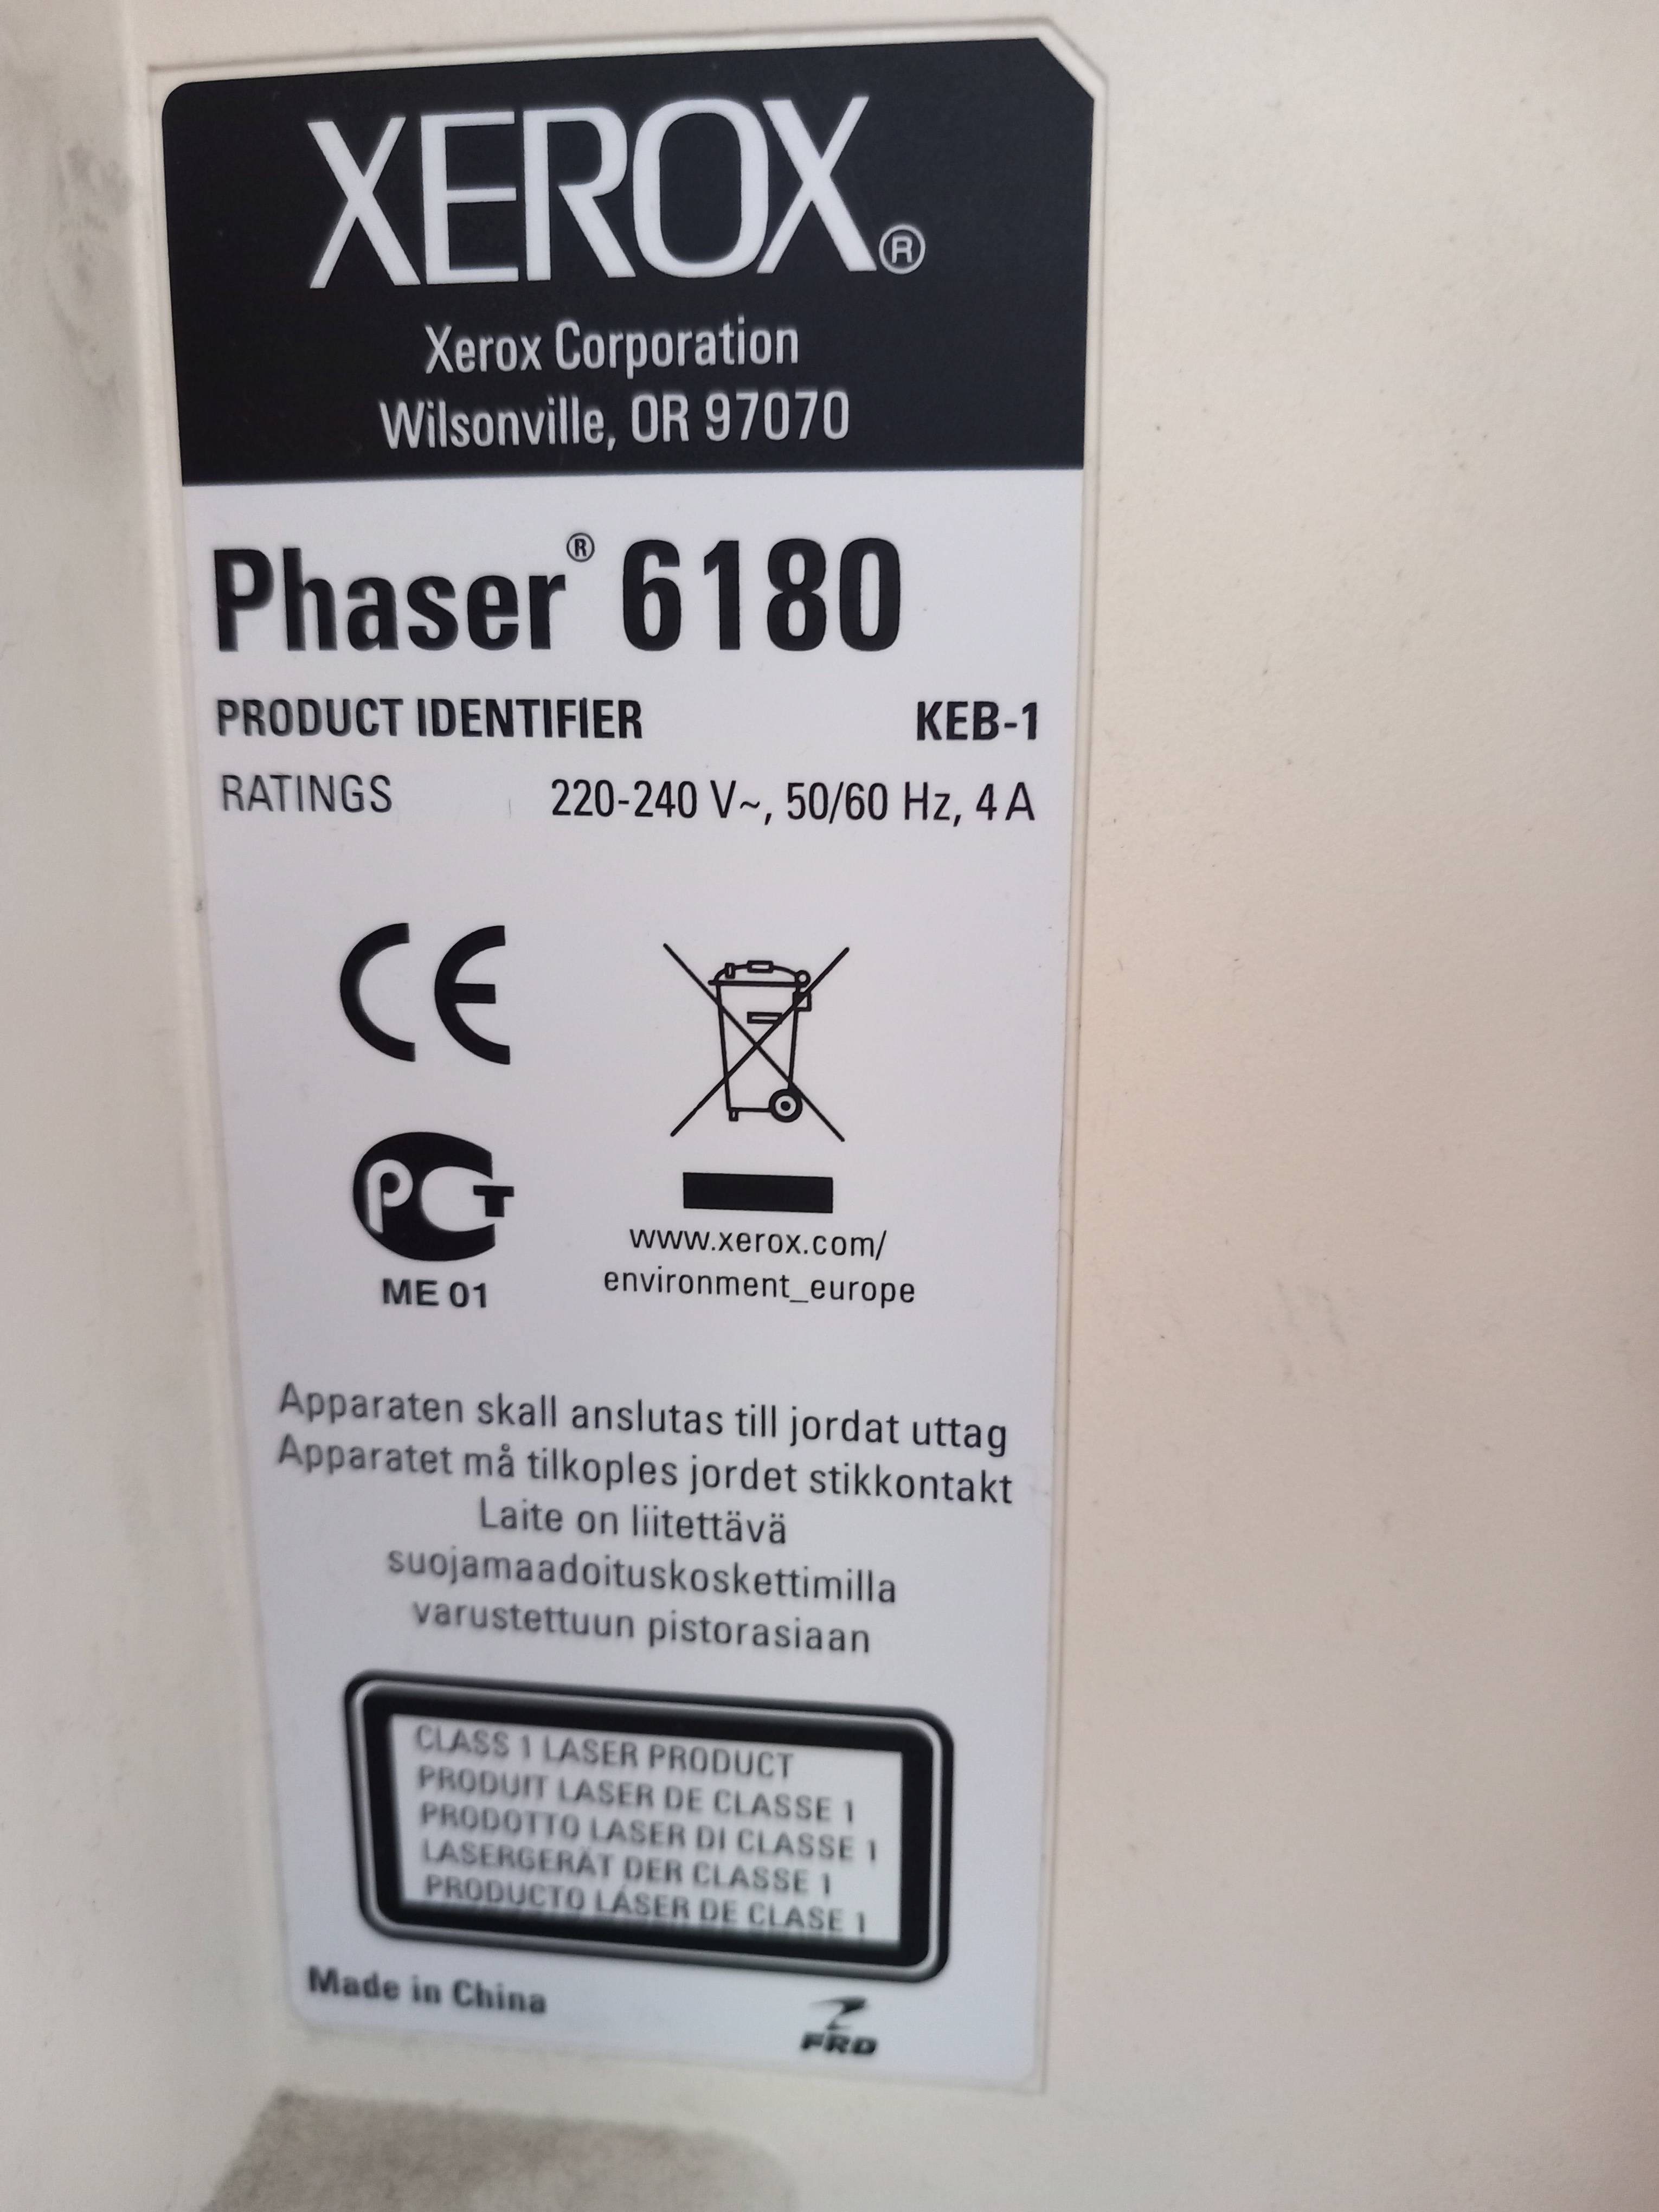 XEROX®
Xerox Corporation
Wilsonville, OR 97070
Phaser® 6180
PRODUCT IDENTIFIER KEB-1
RATINGS 220-240 V~, 50/60 Hz, 4 A
CE
РСТ
ME 01
www.xerox.com/
environment_europe
Apparaten skall anslutas till jordat uttag
Apparatet må tilkoples jordet stikkontakt
Laite on liitettävä
suojamaadoituskoskettimilla
varustettuun pistorasiaan
CLASS 1 LASER PRODUCT
PRODUIT LASER DE CLASSE 1
PRODOTTO LASER DI CLASSE 1
LASERGERÄT DER CLASSE 1
PRODUCTO LÁSER DE CLASE 1
Made in China
FRD